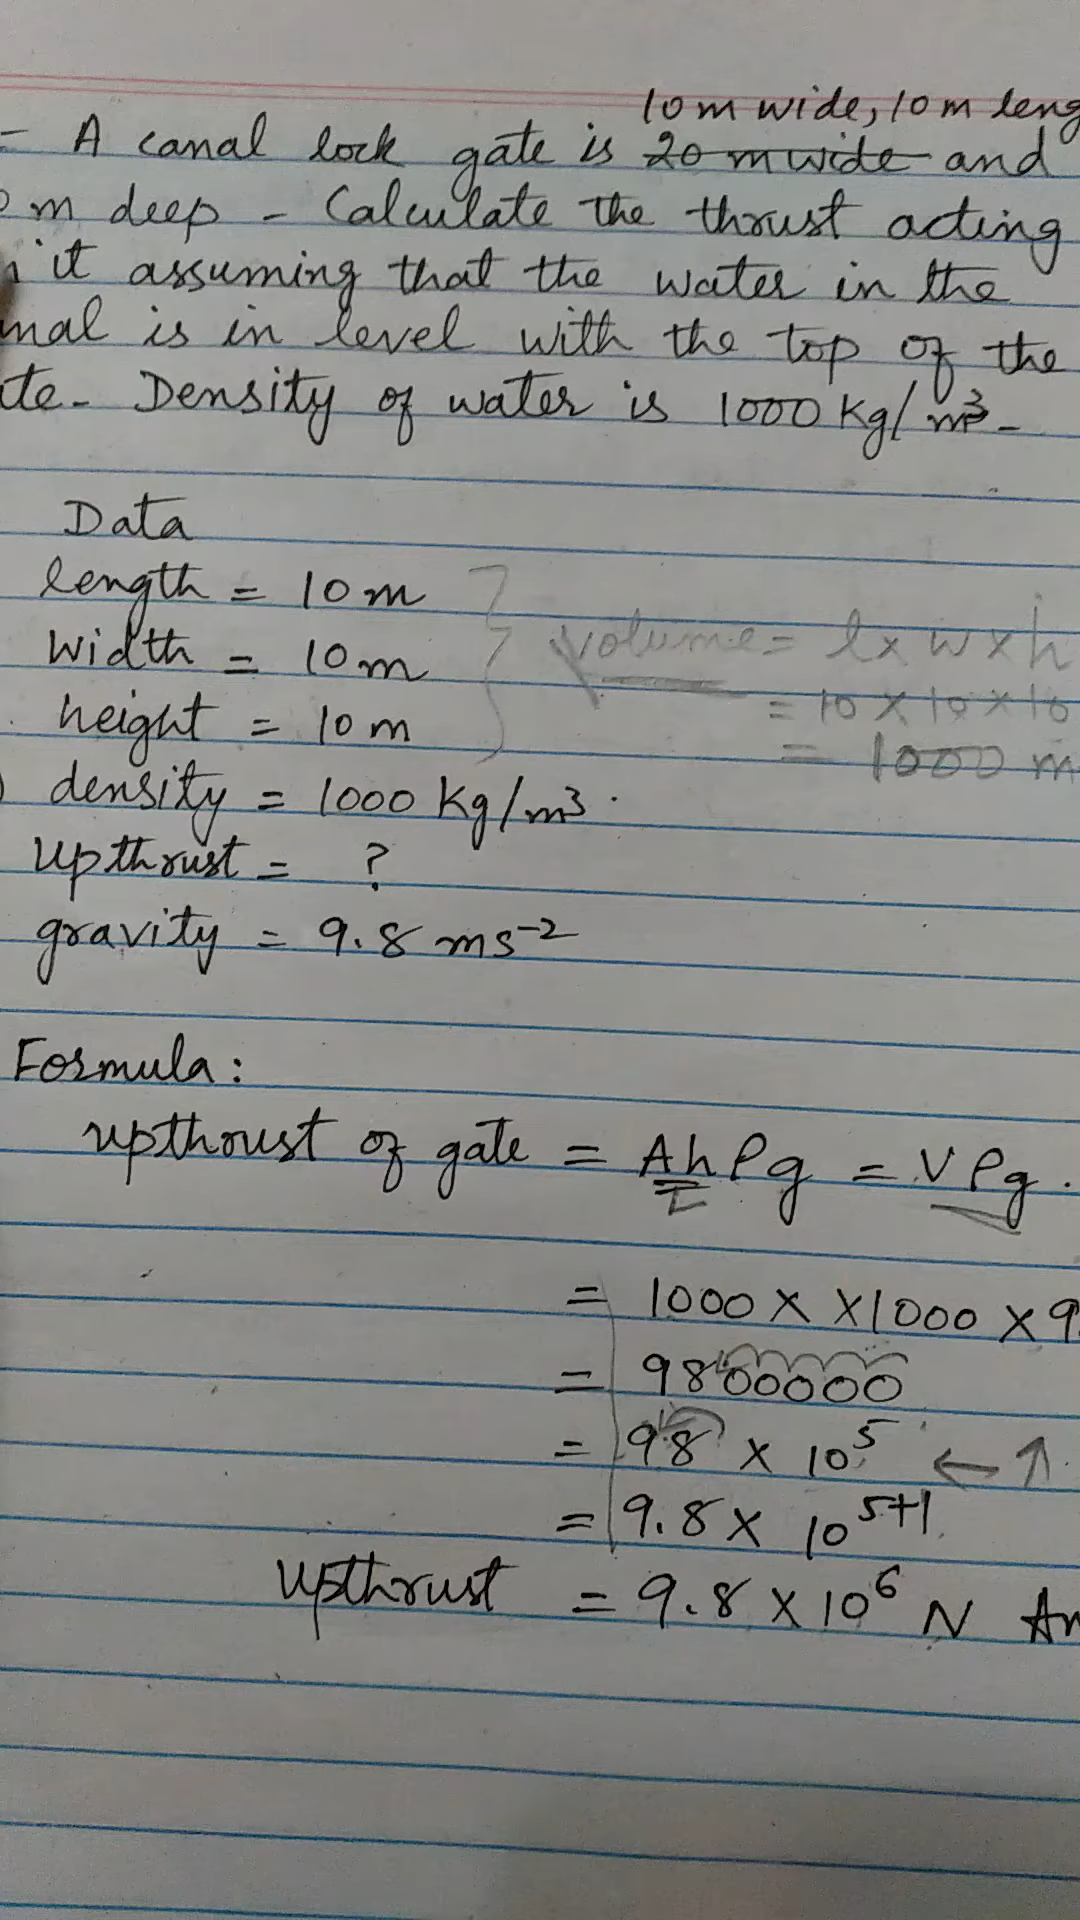 10m wide, 10m leng
- A canal lock gate is 20 m wide and
m deep - Calculate the thrust acting
it assuming that the water in the
nal is in level with the top of the
te - Density of water is 1000 Kg/m³ -
Data
length = 10 m
width = 10 m
height = 10 m
volume = l x w x h
= 10 x 10 x 10
= 1000 m
density = 1000 Kg/m³.
upthrust = ?
gravity = 9.8 ms⁻²
Formula:
upthrust of gate = Ahρg = Vρg.
= 1000 x x1000 x 9.
= 9800000
= 98 x 10⁵ ← ↑
= 9.8 x 10⁵⁺¹
Upthrust = 9.8 x 10⁶ N An